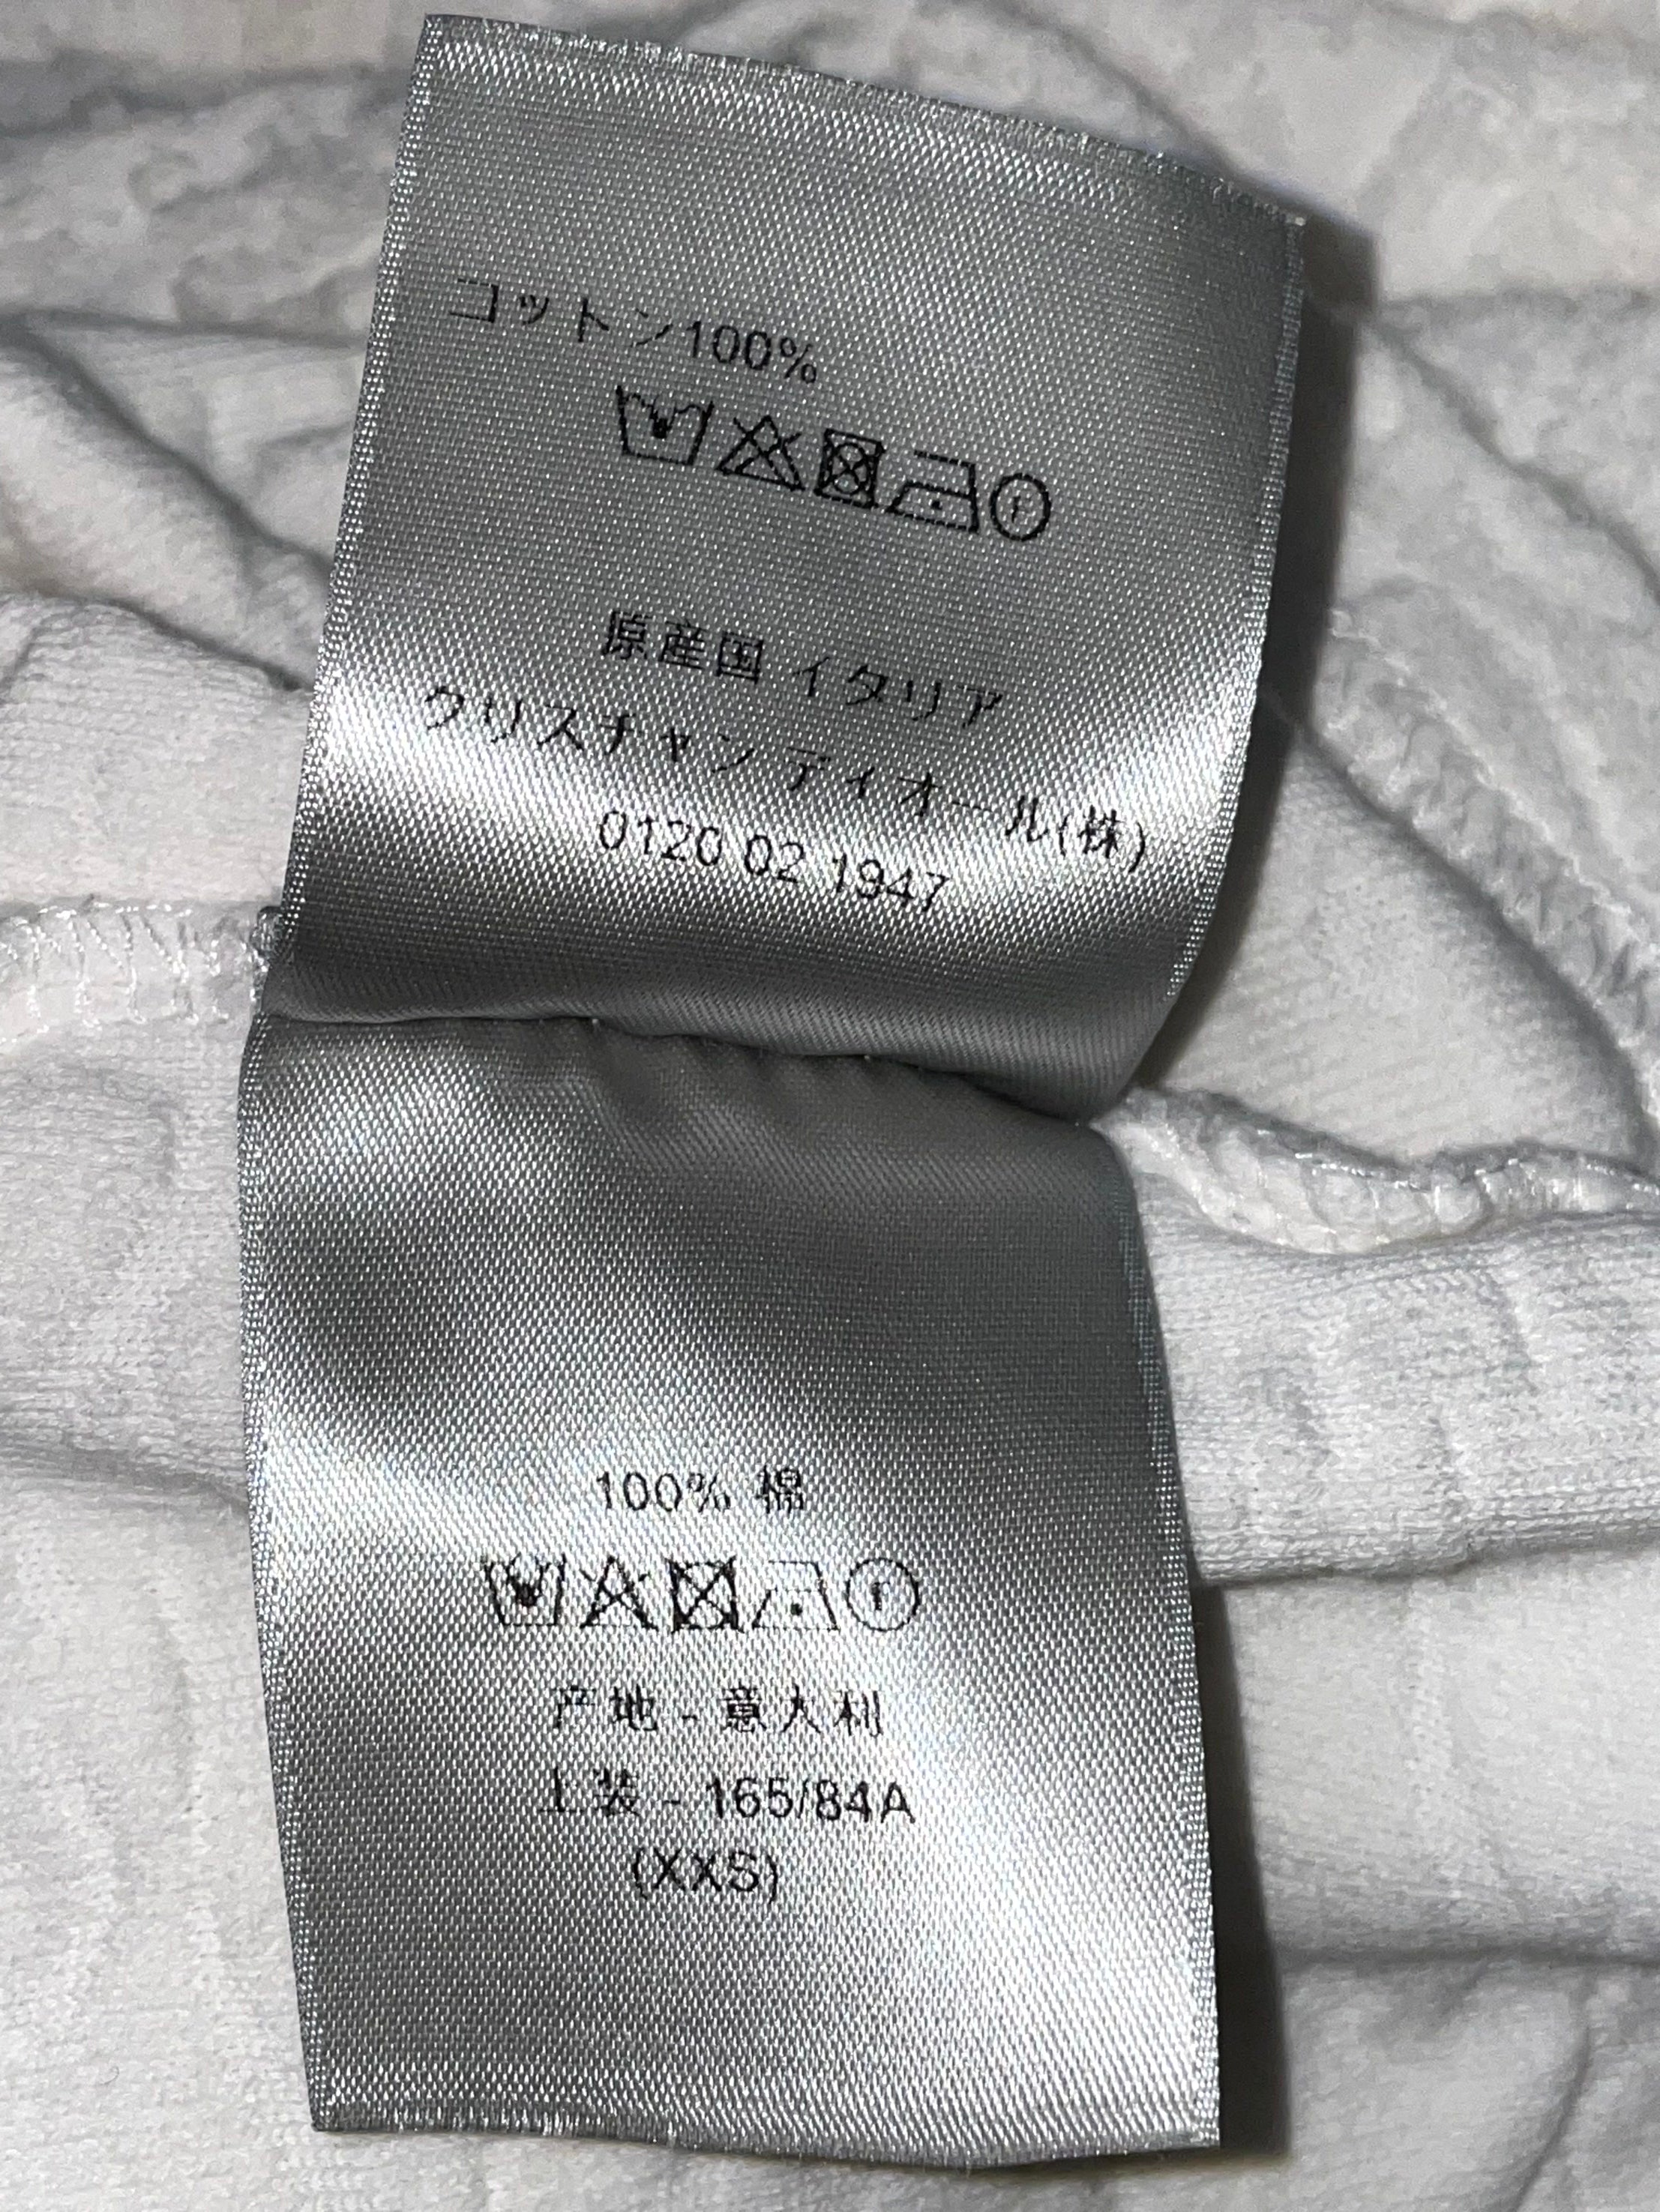 コットン100%
原産国 イタリア
クリスチャン ディオール(株)
0120 02 1947
100% 棉
产地 - 意大利
上装 - 165/84A
(XXS)